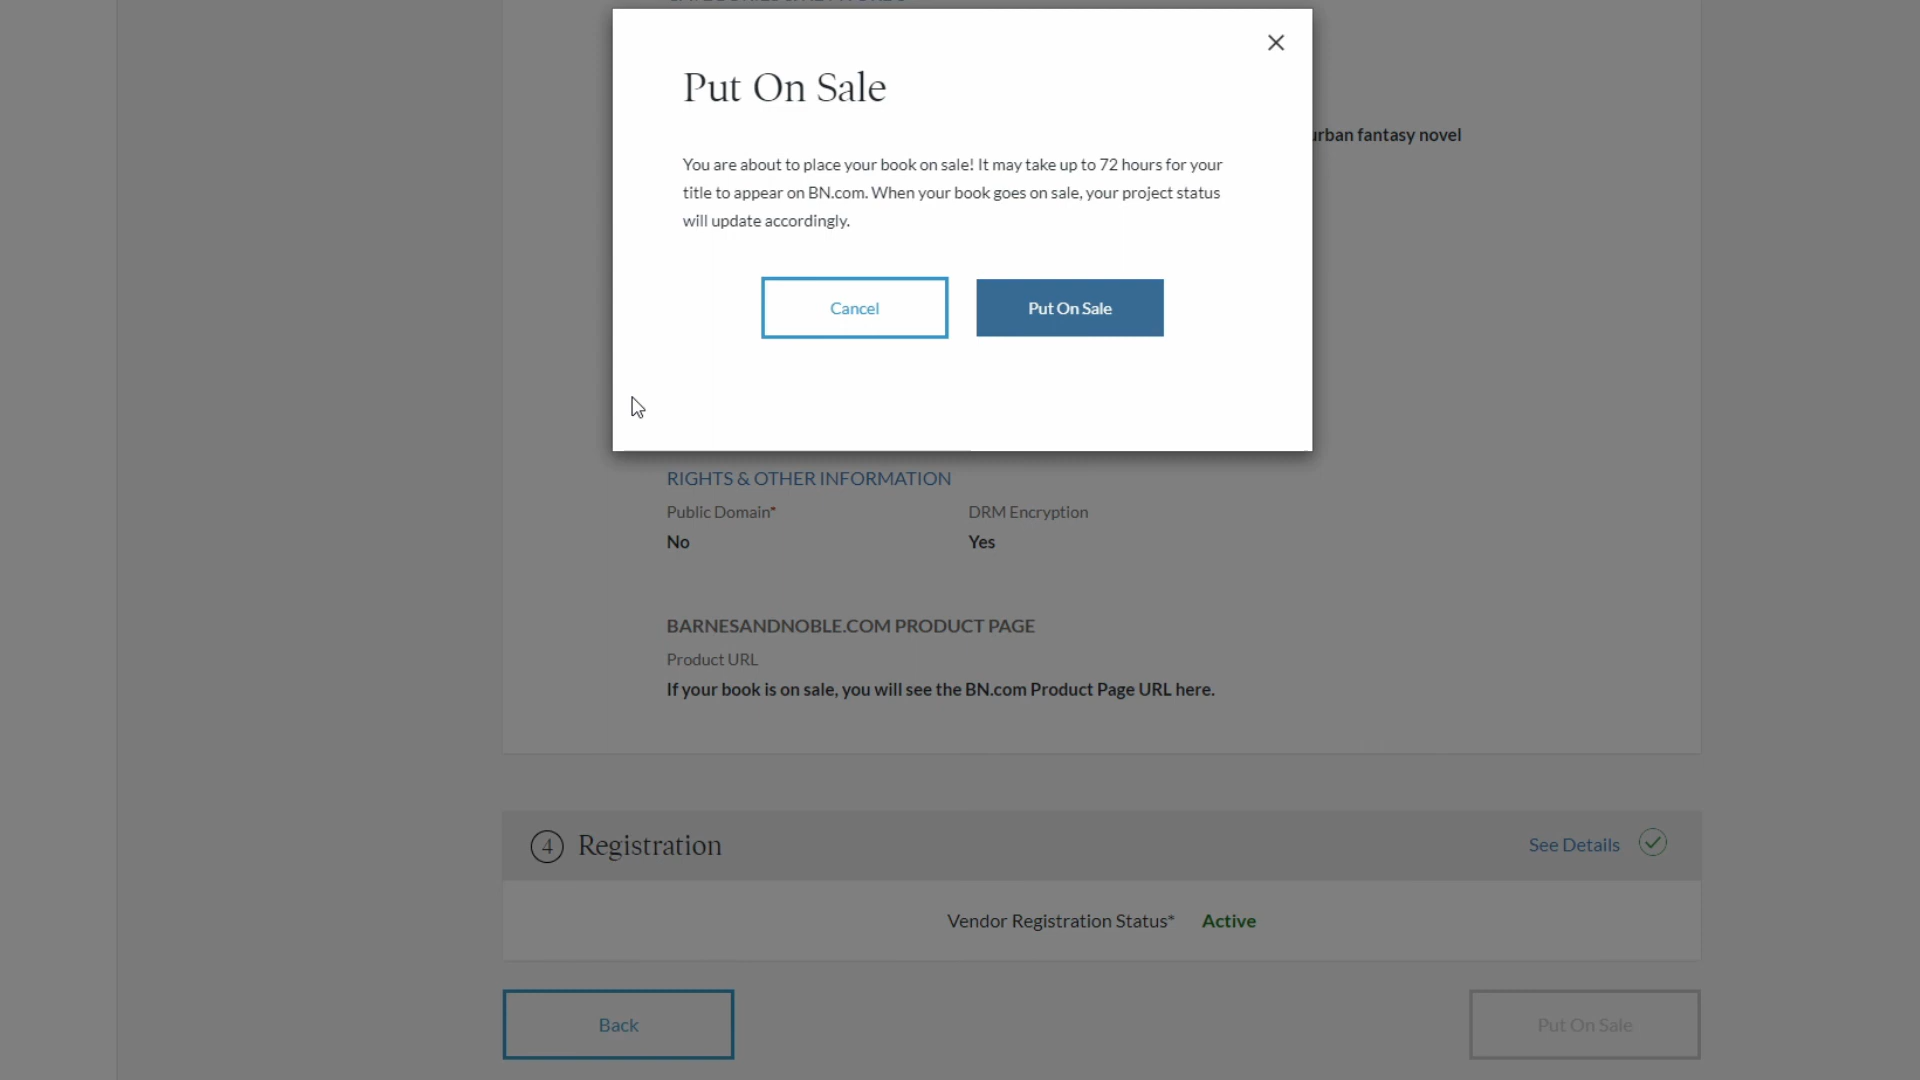 Put On Sale
You are about to place your book on sale! It may take up to 72 hours for your
title to appear on BN.com. When your book goes on sale, your project status
will update accordingly.
Cancel
Put On Sale
urban fantasy novel
RIGHTS & OTHER INFORMATION
Public Domain*
DRM Encryption
No
Yes
BARNESANDNOBLE.COM PRODUCT PAGE
Product URL
If your book is on sale, you will see the BN.com Product Page URL here.
4 Registration
See Details
Vendor Registration Status* Active
Back
Put On Sale